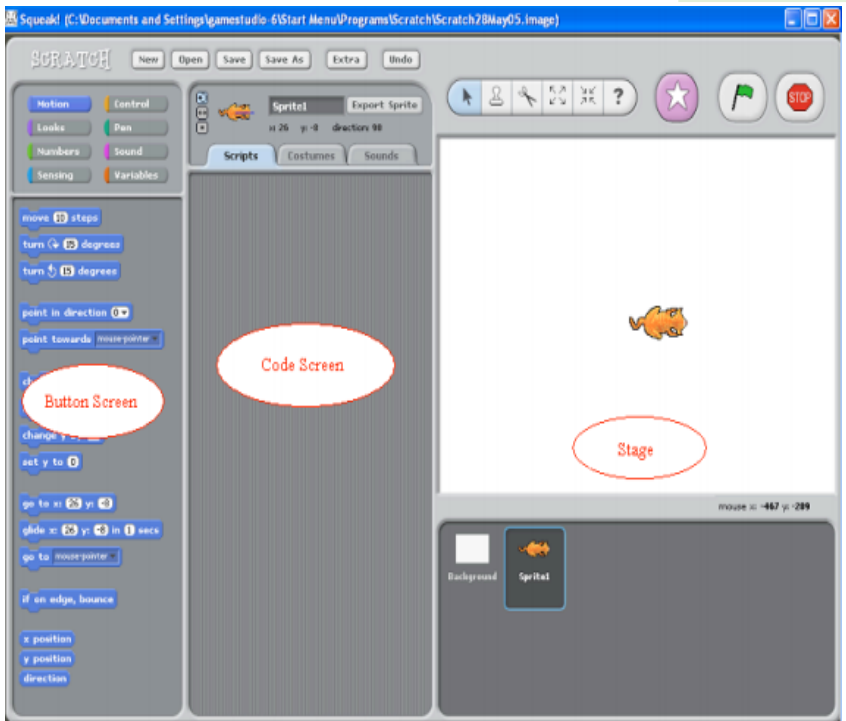 Squeak! (C:\Documents and Settings\gamestudio-6\Start Menu\Programs\Scratch\Scratch28May05.image)
SCRATCH New Open Save Save As Extra Undo
Motion Control
Looks Pen
Numbers Sound
Sensing Variables
Sprite1 Export Sprite
x: 26 y: -8 direction: 98
Scripts Costumes Sounds
?
STOP
move 10 steps
turn 15 degrees
turn 15 degrees
point in direction 0
point towards mouse-pointer
Button Screen
change y
set y to 0
go to x: 26 y: -8
glide x: 26 y: -8 in 1 secs
go to mouse-pointer
if on edge, bounce
x position
y position
direction
Code Screen
Stage
mouse x: -467 y: -289
Background Sprite1